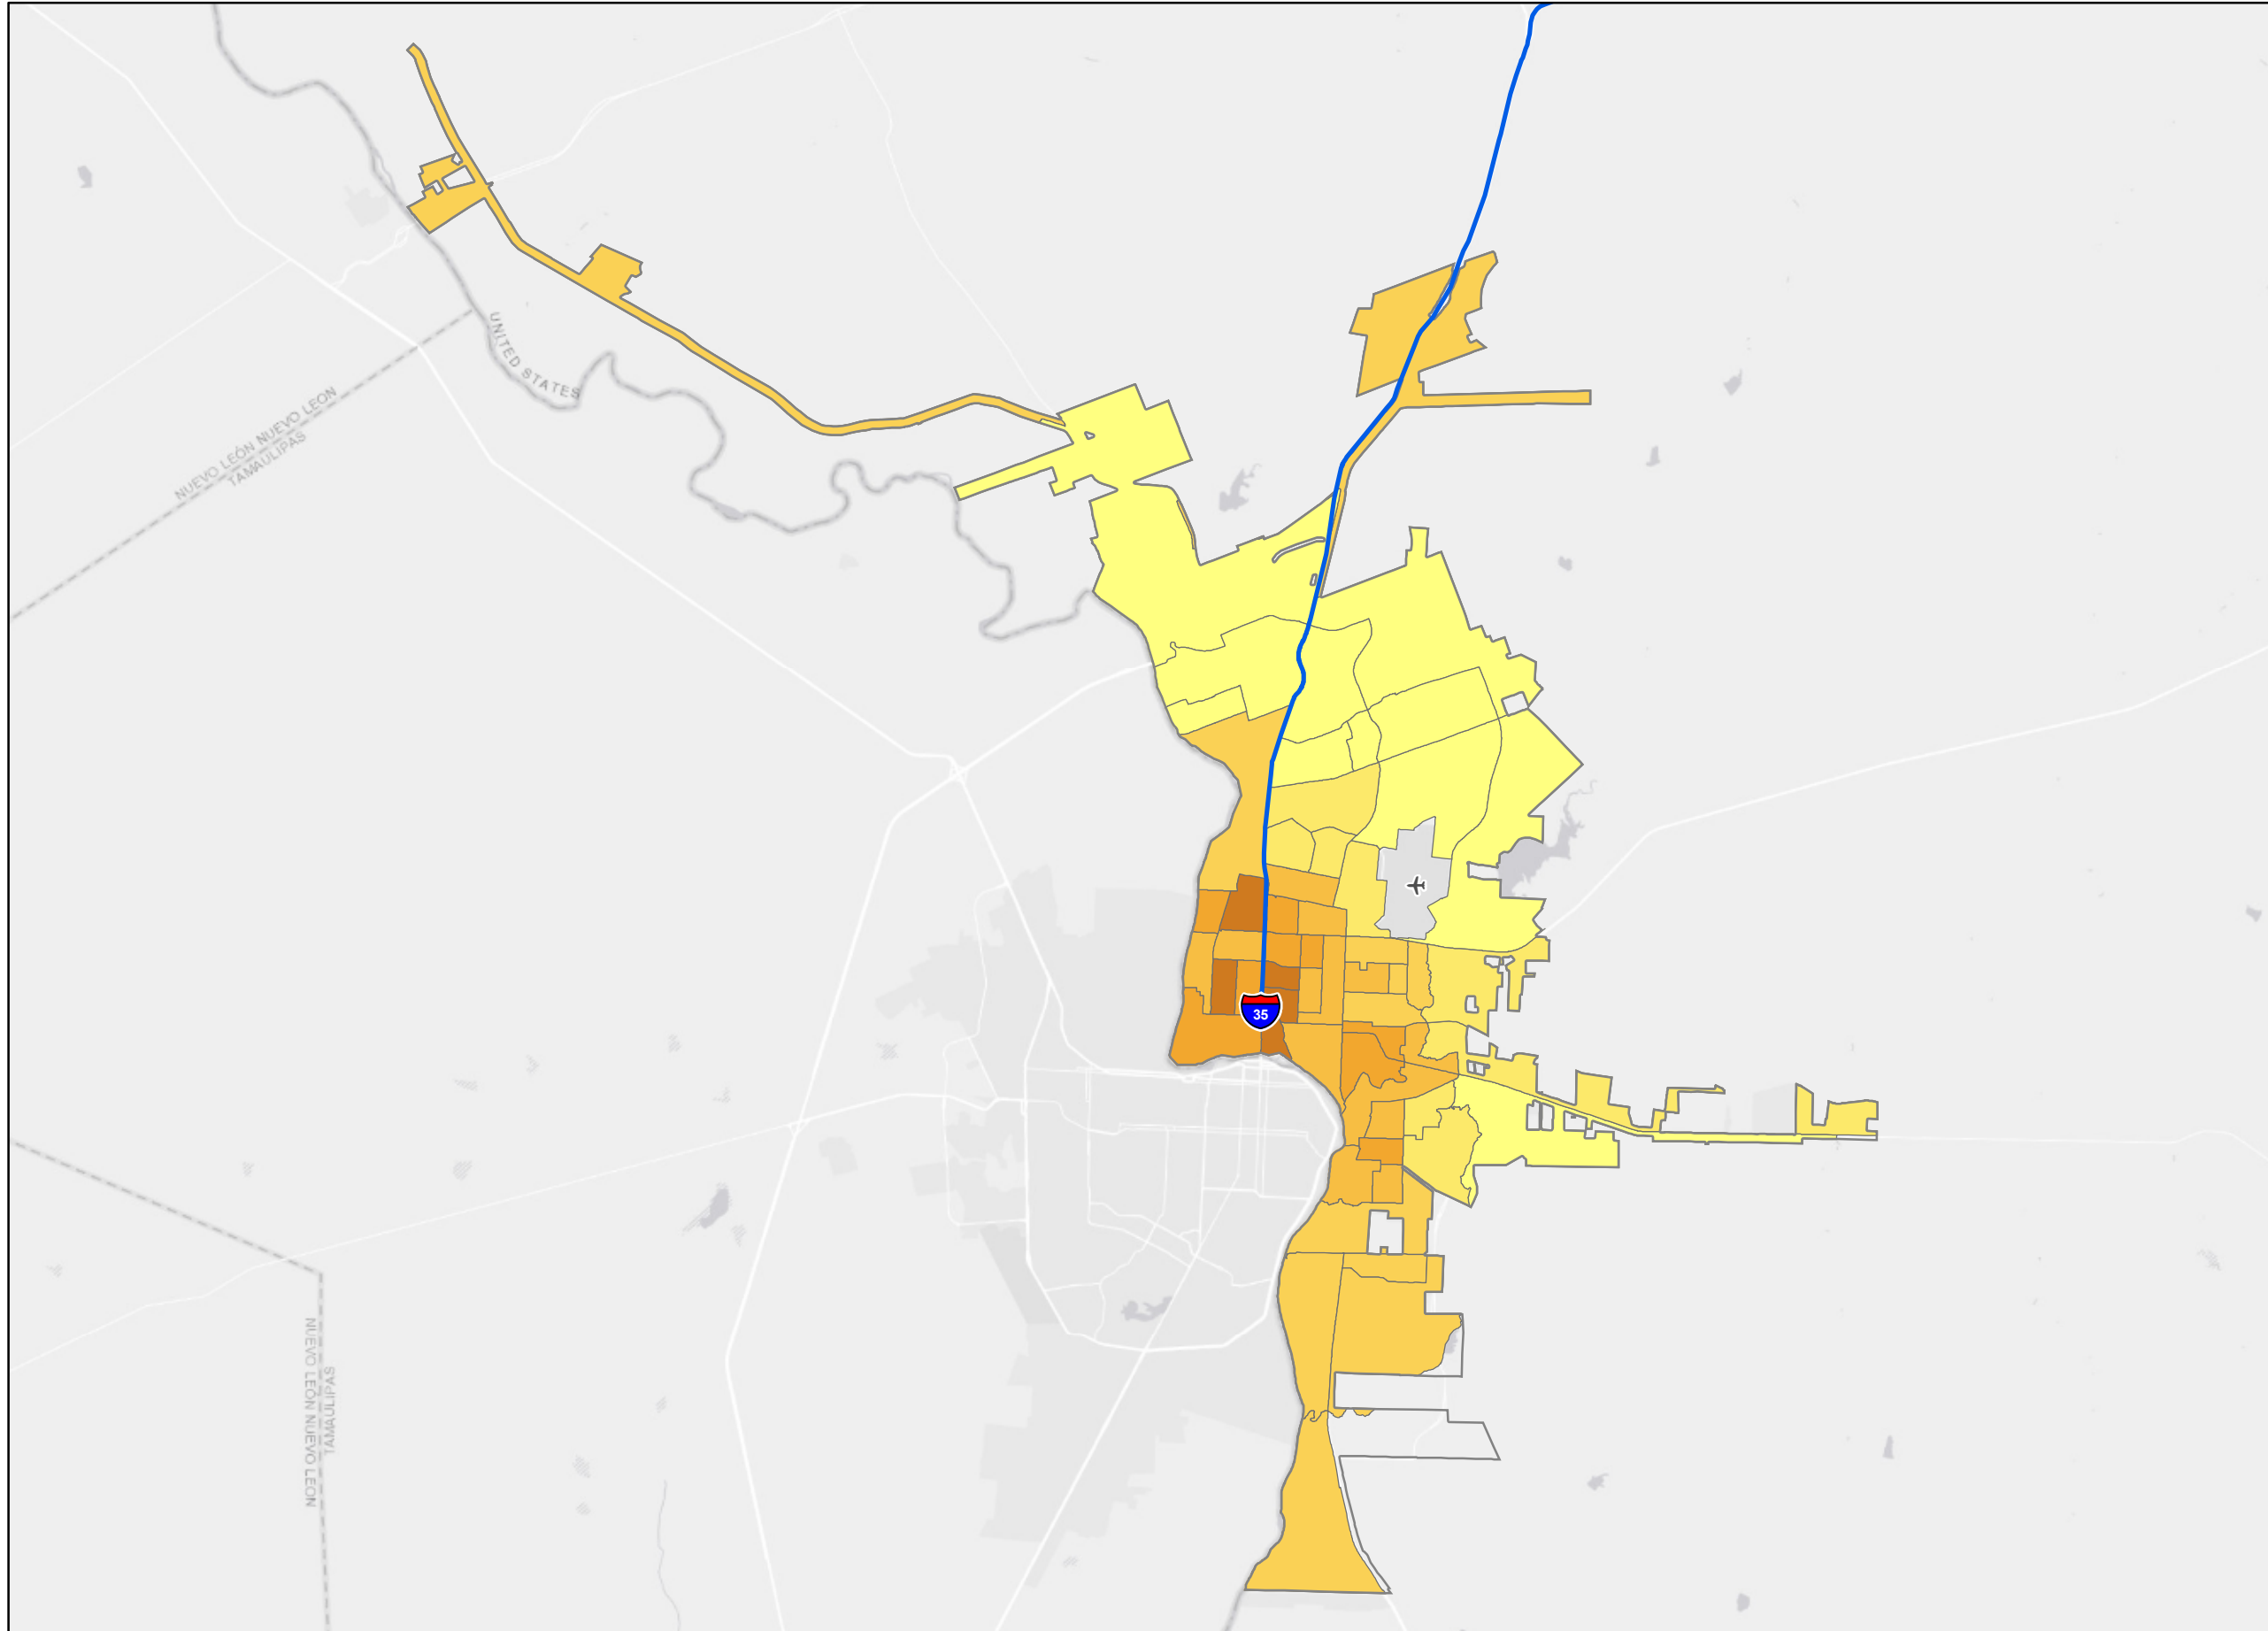 UNITED STATES
NUEVO LEÓN NUEVO LEON
TAMAULIPAS
35
NUEVO LEÓN NUEVO LEON
TAMAULIPAS